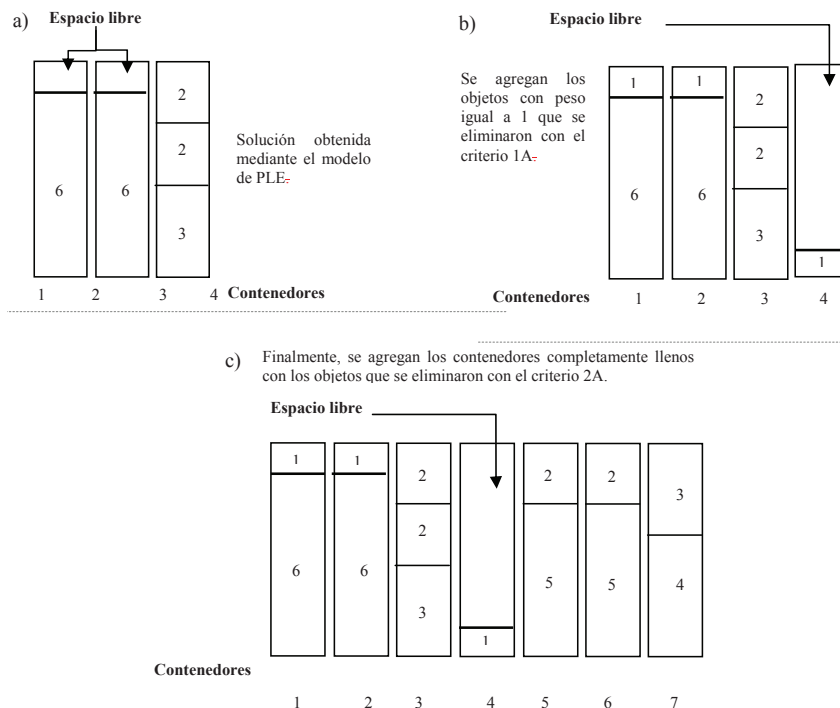 a)
Espacio libre
2
2
6
6
3
Solución obtenida
mediante el modelo
de PLE.
1 2 3 4 Contenedores
b)
Espacio libre
Se agregan los
objetos con peso
igual a 1 que se
eliminaron con el
criterio 1A.
1
1
2
2
6
6
3
1
Contenedores 1 2 3 4
c) Finalmente, se agregan los contenedores completamente llenos
con los objetos que se eliminaron con el criterio 2A.
Espacio libre
1
1
2
2
2
3
2
6
6
5
5
4
3
1
Contenedores
1 2 3 4 5 6 7